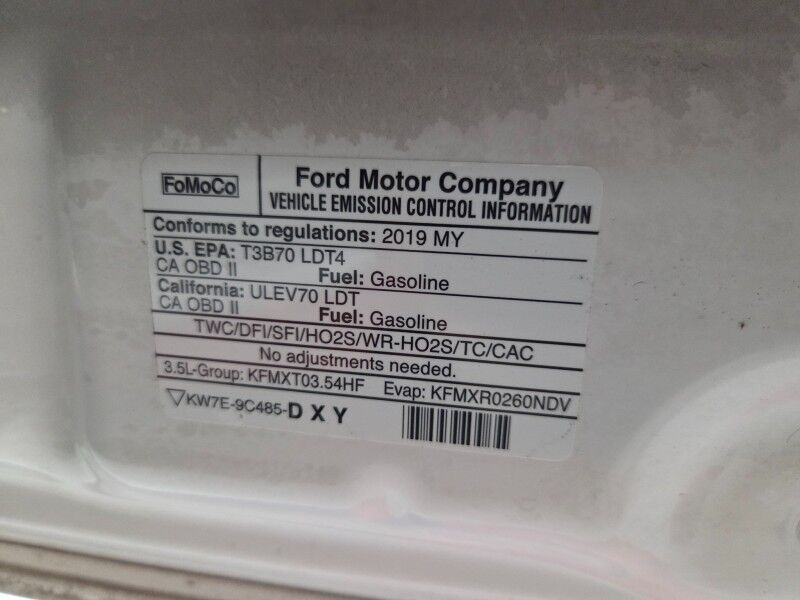 FoMoCo
Ford Motor Company
VEHICLE EMISSION CONTROL INFORMATION
Conforms to regulations: 2019 MY
U.S. EPA: T3B70 LDT4
CA OBD II Fuel: Gasoline
California: ULEV70 LDT
CA OBD II Fuel: Gasoline
TWC/DFI/SFI/HO2S/WR-HO2S/TC/CAC
No adjustments needed.
3.5L-Group: KFMXT03.54HF Evap: KFMXR0260NDV
KW7E-9C485-D X Y